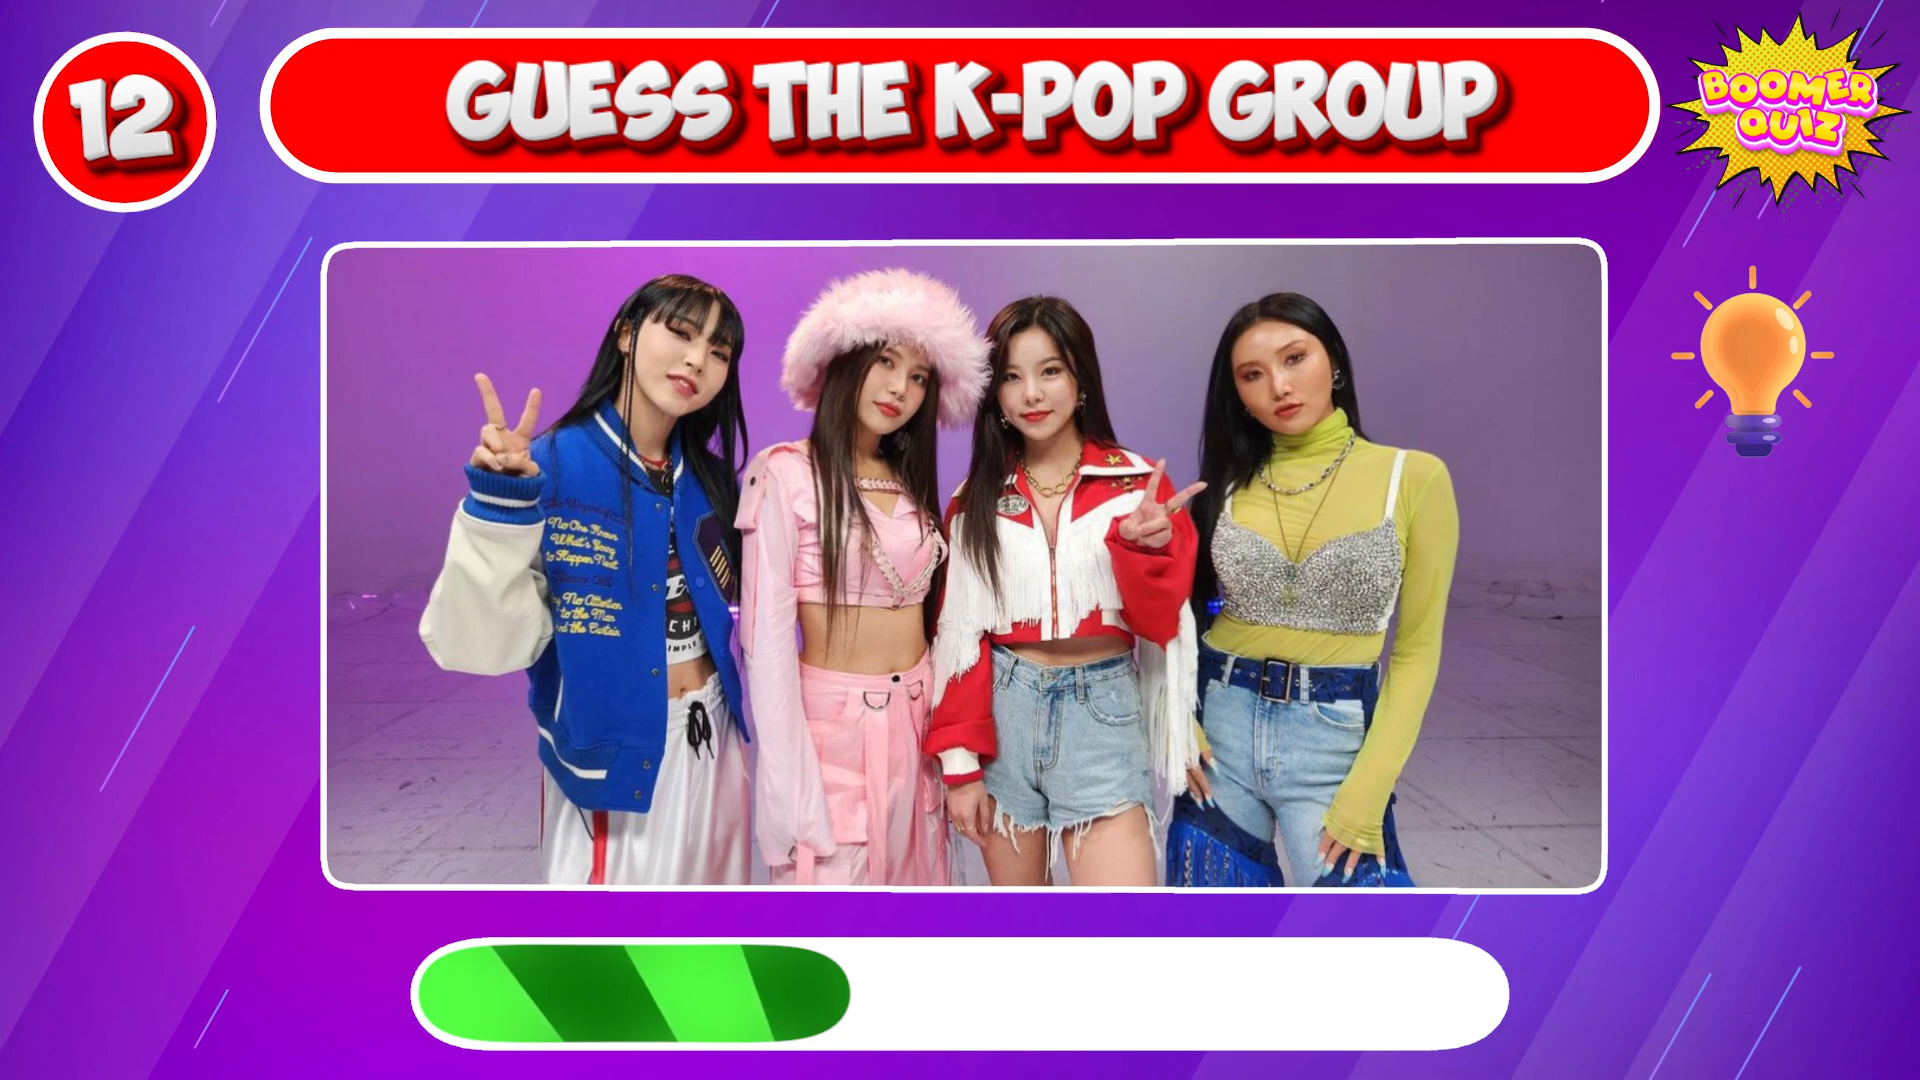 12
GUESS THE K-POP GROUP
BOOMER
QUIZ
No One Knows
What's Going
to Happen Next
No Attention
to the Man
the Curtain